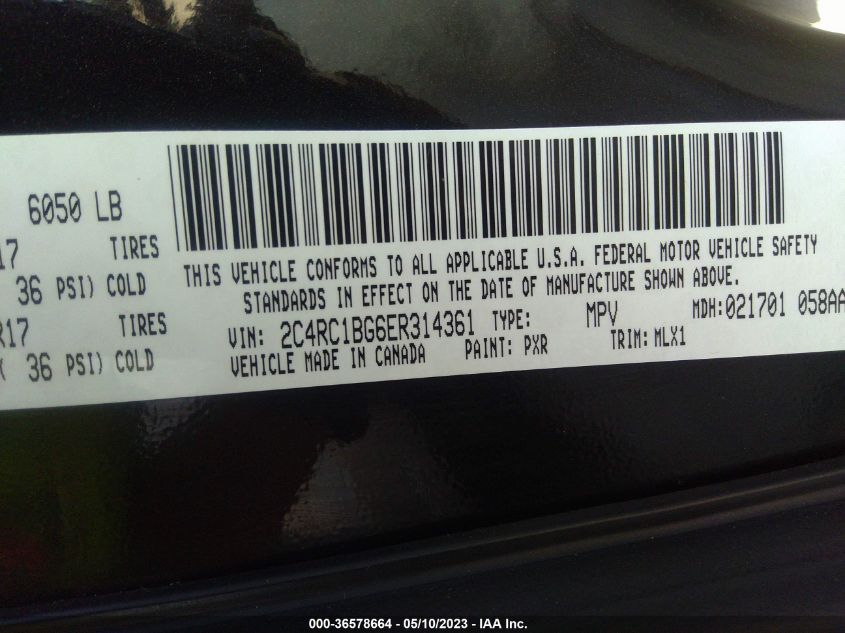 6050 LB
17 TIRES
36 PSI) COLD
R17 TIRES
( 36 PSI) COLD
THIS VEHICLE CONFORMS TO ALL APPLICABLE U.S.A. FEDERAL MOTOR VEHICLE SAFETY
STANDARDS IN EFFECT ON THE DATE OF MANUFACTURE SHOWN ABOVE.
VIN: 2C4RC1BG6ER314361 TYPE: MPV MDH:021701 058AA
VEHICLE MADE IN CANADA PAINT: PXR TRIM: MLX1
000-36578664 - 05/10/2023 - IAA Inc.